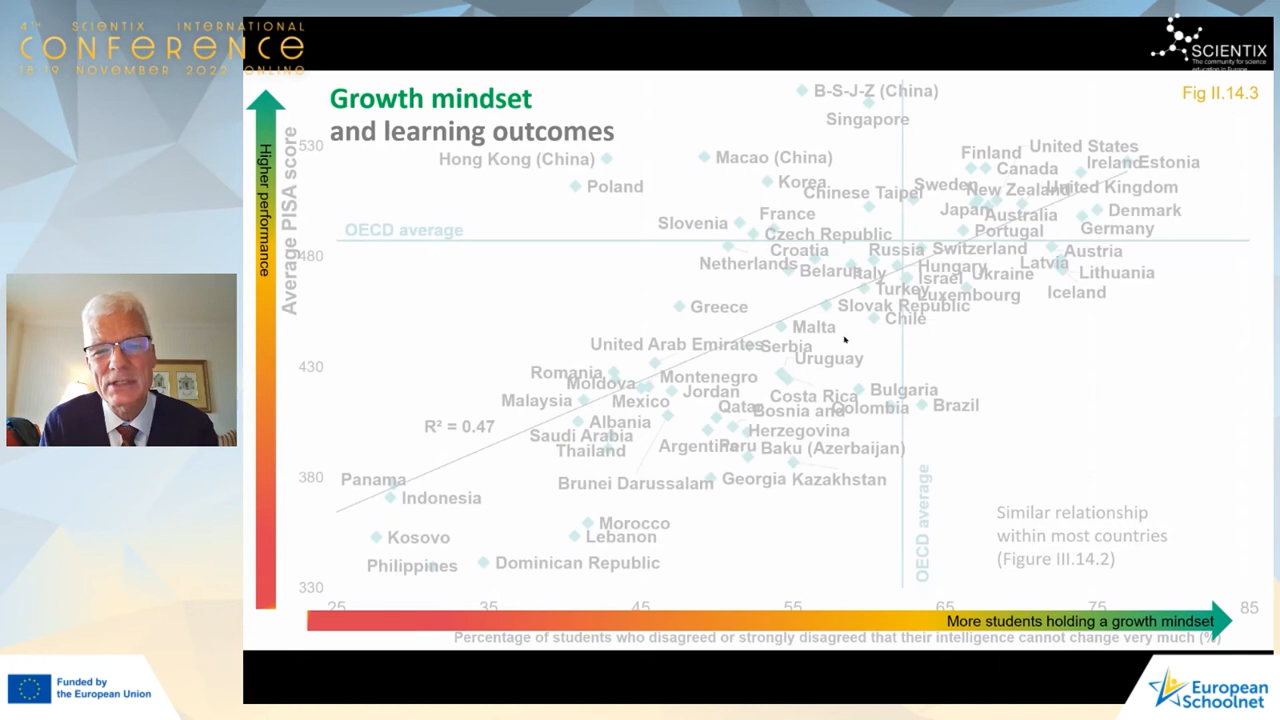 4TH SCIENTIX INTERNATIONAL
CONFERENCE
18-19 NOVEMBER 2022 ONLINE
SCIENTIX
The community for science
education in Europe
Growth mindset
and learning outcomes
Fig II.14.3
Higher performance
Average PISA score
530
480
430
380
330
B-S-J-Z (China)
Singapore
Hong Kong (China)
Macao (China)
Finland
United States
Canada
Ireland
Estonia
Poland
Korea
Chinese Taipei
Sweden
New Zealand
United Kingdom
Slovenia
France
Japan
Australia
Denmark
OECD average
Czech Republic
Portugal
Germany
Netherlands
Croatia
Russia
Switzerland
Austria
Belarus
Italy
Hungary
Israel
Ukraine
Latvia
Lithuania
Turkey
Luxembourg
Iceland
Greece
Slovak Republic
Chile
Malta
United Arab Emirates
Serbia
Uruguay
Romania
Moldova
Montenegro
Jordan
Costa Rica
Bulgaria
Malaysia
Mexico
Qatar
Bosnia and
Herzegovina
Colombia
Brazil
R² = 0.47
Albania
Saudi Arabia
Thailand
Argentina
Peru
Baku (Azerbaijan)
Panama
Indonesia
Brunei Darussalam
Georgia
Kazakhstan
Morocco
Lebanon
Kosovo
Philippines
Dominican Republic
OECD average
Similar relationship
within most countries
(Figure III.14.2)
25 35 45 55 65 75 85
More students holding a growth mindset
Percentage of students who disagreed or strongly disagreed that their intelligence cannot change very much (%)
Funded by
the European Union
European
Schoolnet